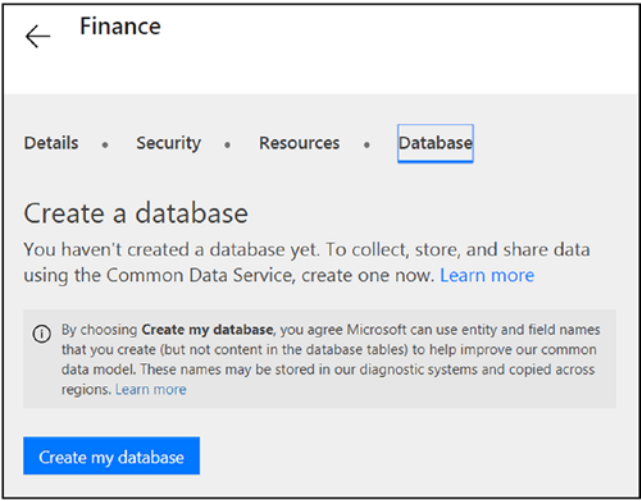 Finance
Details • Security • Resources • Database
Create a database
You haven't created a database yet. To collect, store, and share data
using the Common Data Service, create one now. Learn more
By choosing Create my database, you agree Microsoft can use entity and field names
that you create (but not content in the database tables) to help improve our common
data model. These names may be stored in our diagnostic systems and copied across
regions. Learn more
Create my database